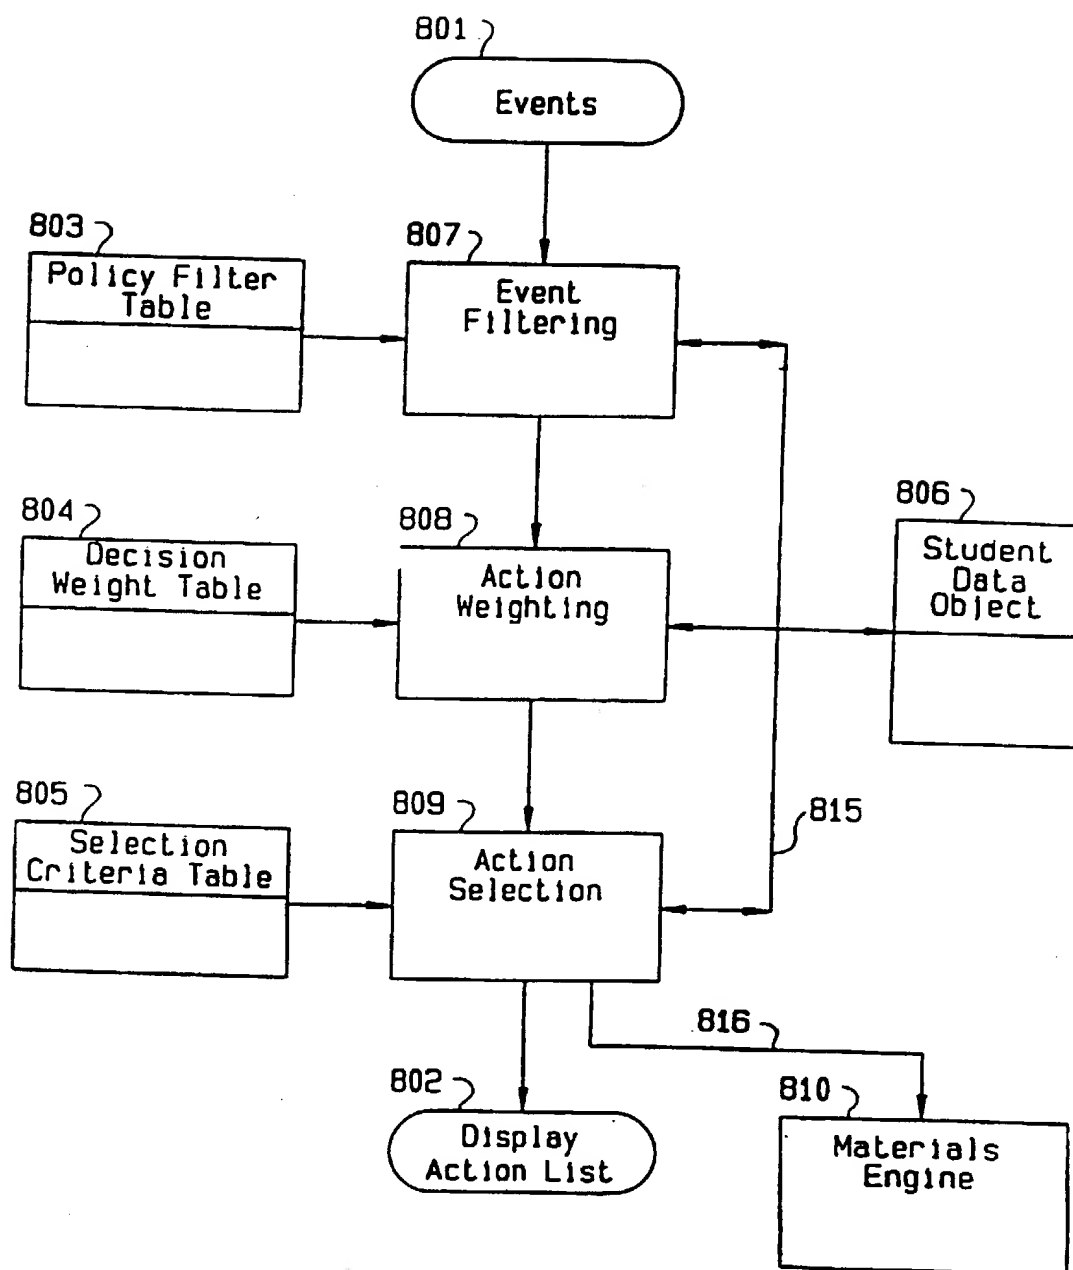 801
Events
803
Policy Filter
Table
807
Event
Filtering
804
Decision
Weight Table
808
Action
Weighting
806
Student
Data
Object
805
Selection
Criteria Table
809
Action
Selection
815
816
802
Display
Action List
810
Materials
Engine